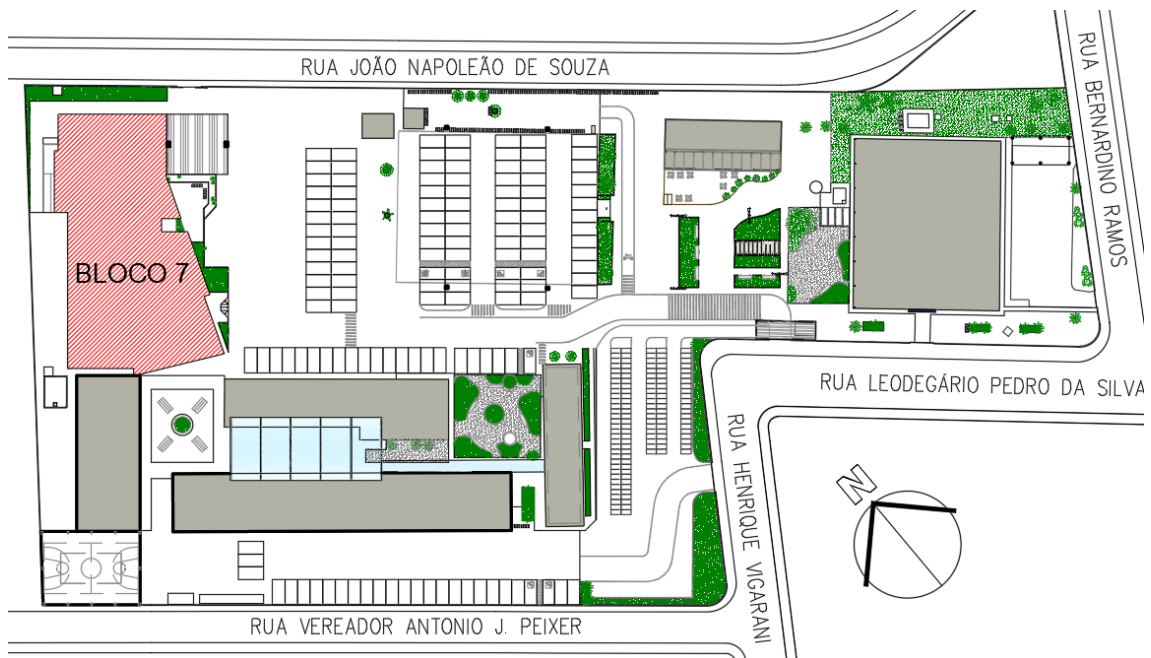 RUA JOÃO NAPOLEÃO DE SOUZA
RUA BERNARDINO RAMOS
BLOCO 7
RUA LEODEGÁRIO PEDRO DA SILVA
RUA HENRIQUE VIGARANI
N
RUA VEREADOR ANTONIO J. PEIXER